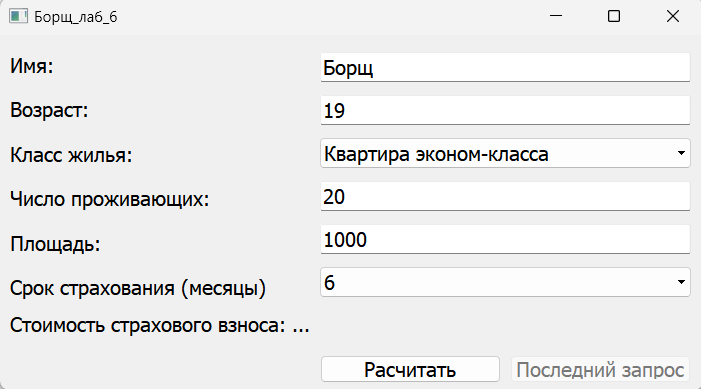 Борщ_лаб_6
Имя: Борщ
Возраст: 19
Класс жилья: Квартира эконом-класса
Число проживающих: 20
Площадь: 1000
Срок страхования (месяцы) 6
Стоимость страхового взноса: ...
Расчитать Последний запрос